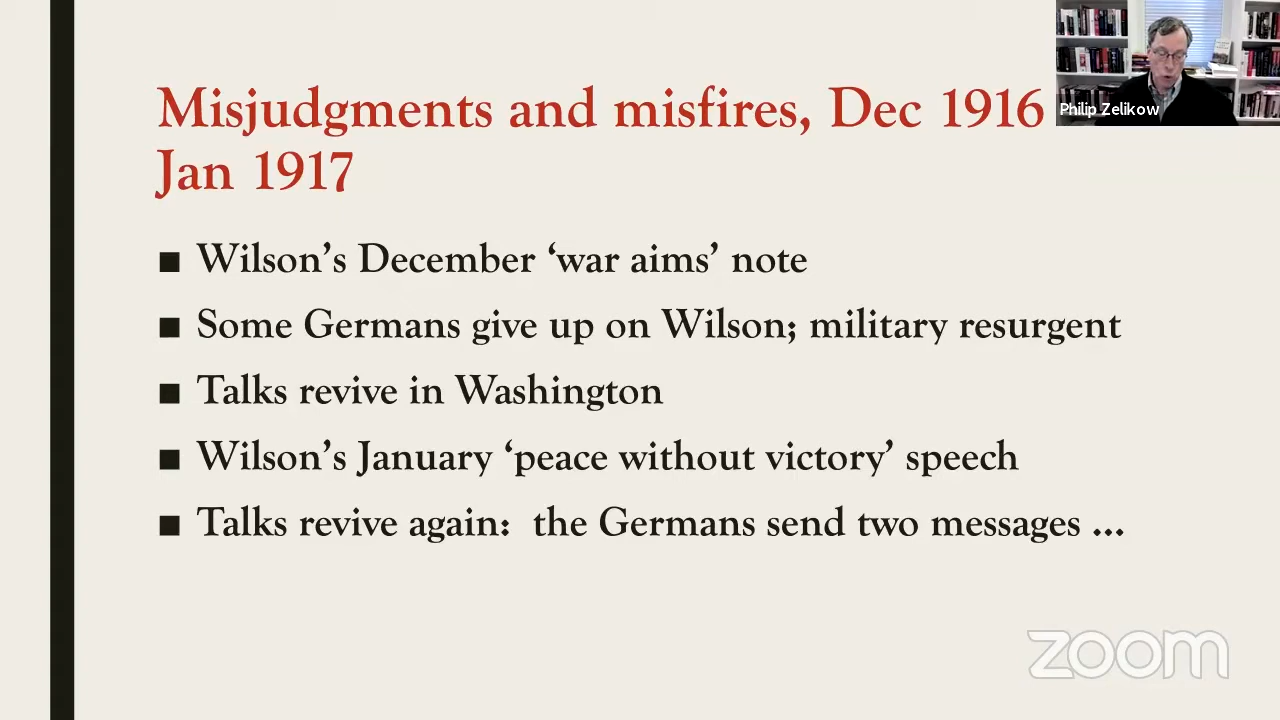 Misjudgments and misfires, Dec 1916
Jan 1917
Philip Zelikow
■ Wilson’s December ‘war aims’ note
■ Some Germans give up on Wilson; military resurgent
■ Talks revive in Washington
■ Wilson’s January ‘peace without victory’ speech
■ Talks revive again:  the Germans send two messages …
zoom